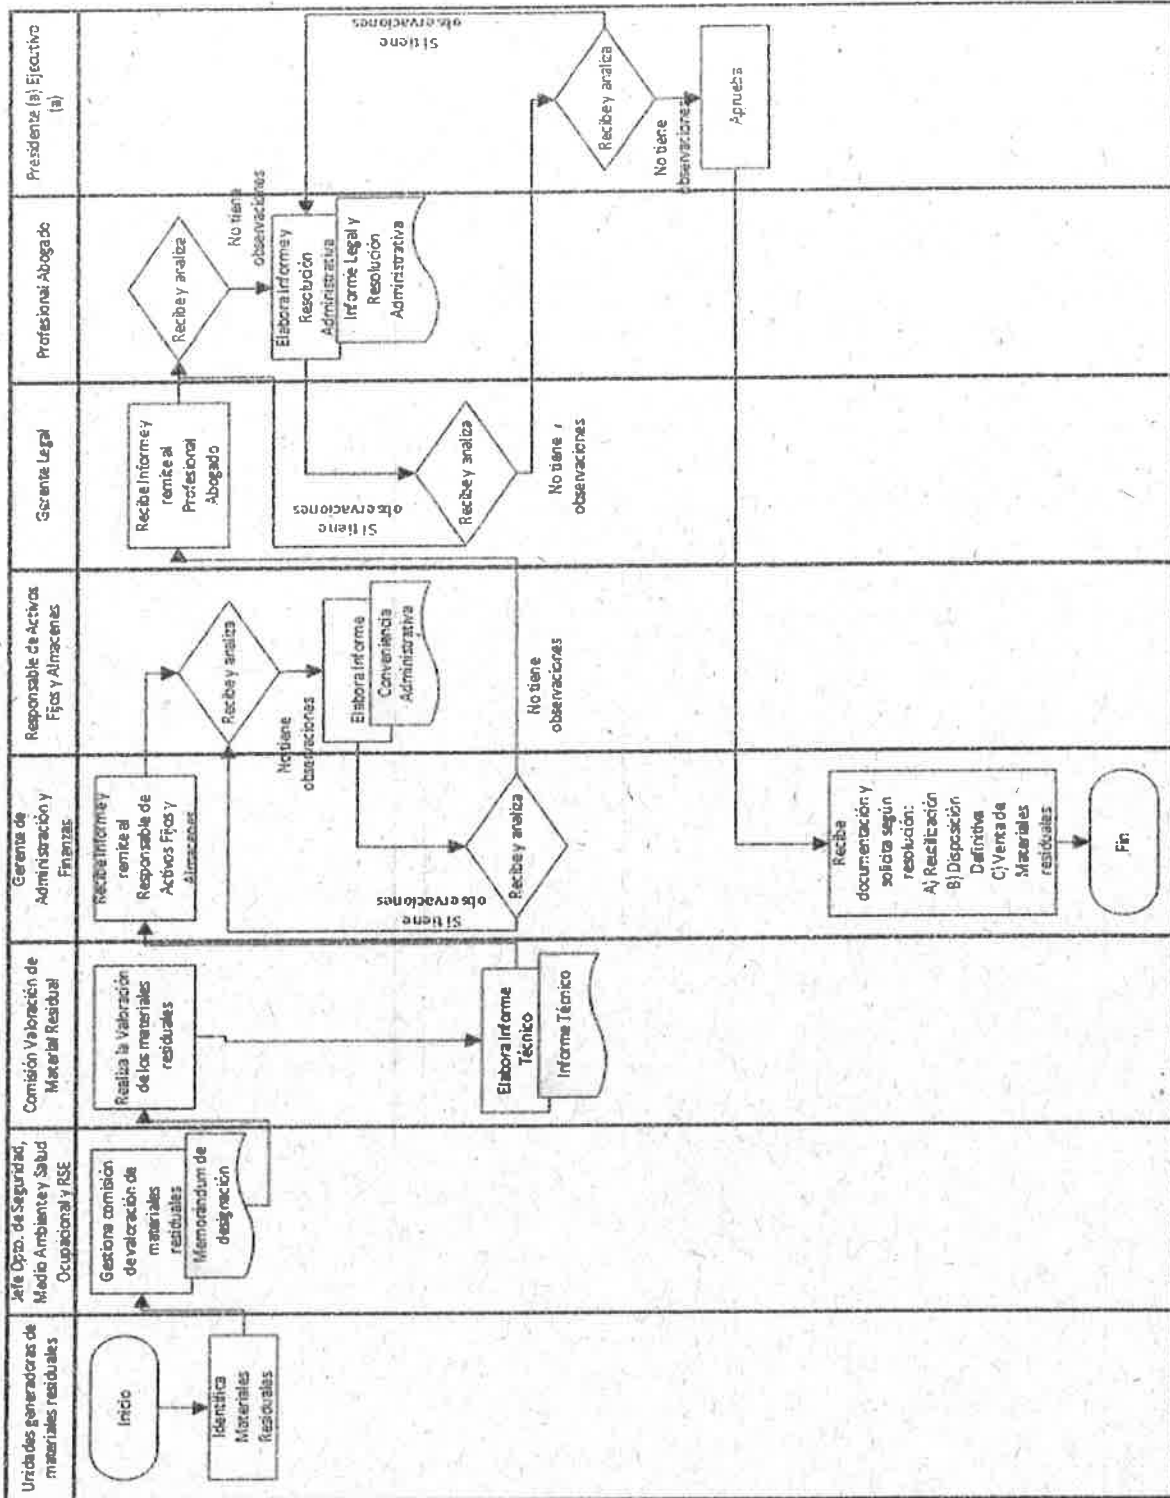 Unidades generadoras de
materiales residuales
Jefe Dpto. de Seguridad,
Medio Ambiente y Salud
Ocupacional y RSE
Comisión Valoración de
Material Residual
Gerente de
Administración y
Finanzas
Responsable de Activos
Fijos y Almacenes
Gerente Legal
Profesional Abogado
Presidente (a) Ejecutivo
(a)
Inicio
Identifica
Materiales
Residuales
Gestiona comisión
de valoración de
materiales
residuales
Memorándum de
designación
Realiza la Valoración
de los materiales
residuales
Elabora Informe
Técnico
Informe Técnico
Recibe Informe y
remite al
Responsable de
Activos Fijos y
Almacenes
Recibe y analiza
No tiene
observaciones
Elabora Informe
Conveniencia
Administrativa
Recibe y analiza
Si tiene
observaciones
No tiene
observaciones
Recibe Informe y
remite al
Profesional
Abogado
Recibe y analiza
No tiene
observaciones
Elabora Informe y
Resolución
Administrativa
Informe Legal y
Resolución
Administrativa
Recibe y analiza
Si tiene
observaciones
No tiene
observaciones
Recibe y analiza
Si tiene
observaciones
No tiene
observaciones
Aprueba
Recibe
documentación y
solicita según
resolución:
A) Reutilización
B) Disposición
Definitiva
C) Venta de
Materiales
residuales
Fin